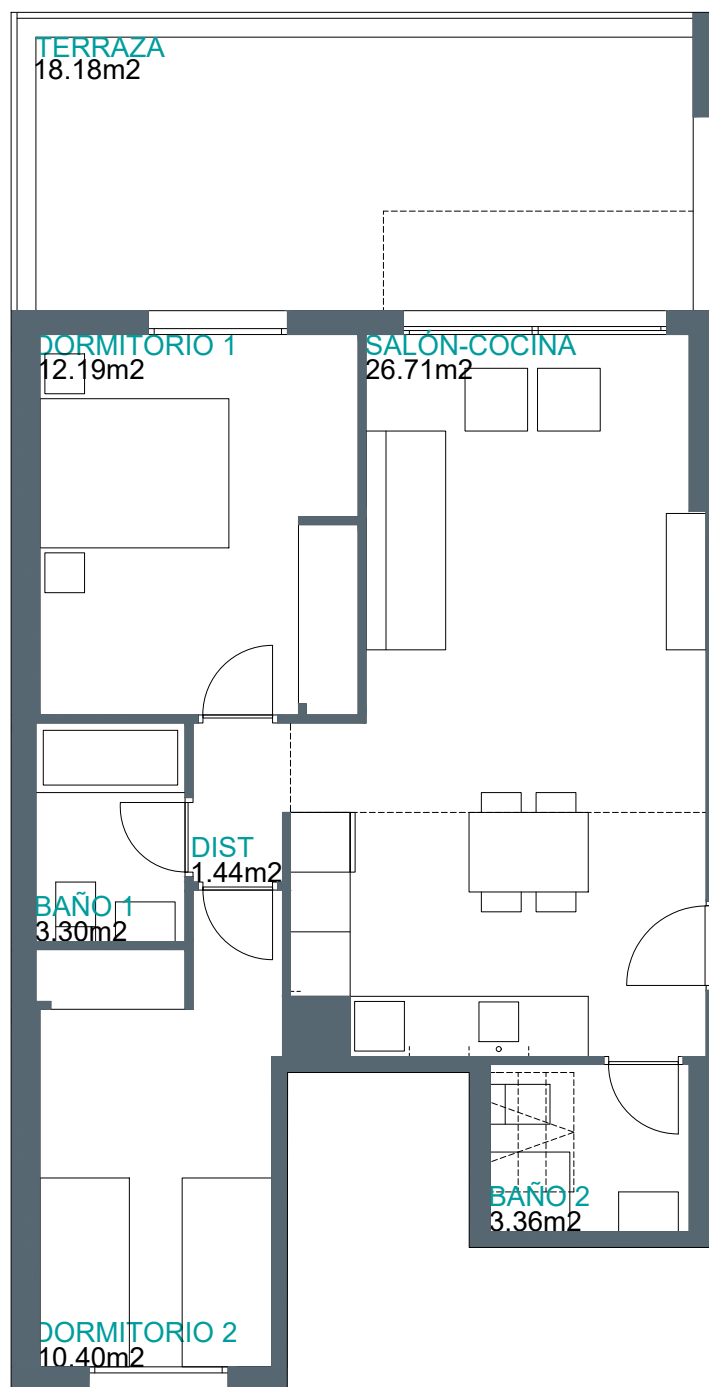 TERRAZA
18.18m2
DORMITORIO 1
12.19m2
SALÓN-COCINA
26.71m2
DIST
1.44m2
BAÑO 1
3.30m2
BAÑO 2
3.36m2
DORMITORIO 2
10.40m2